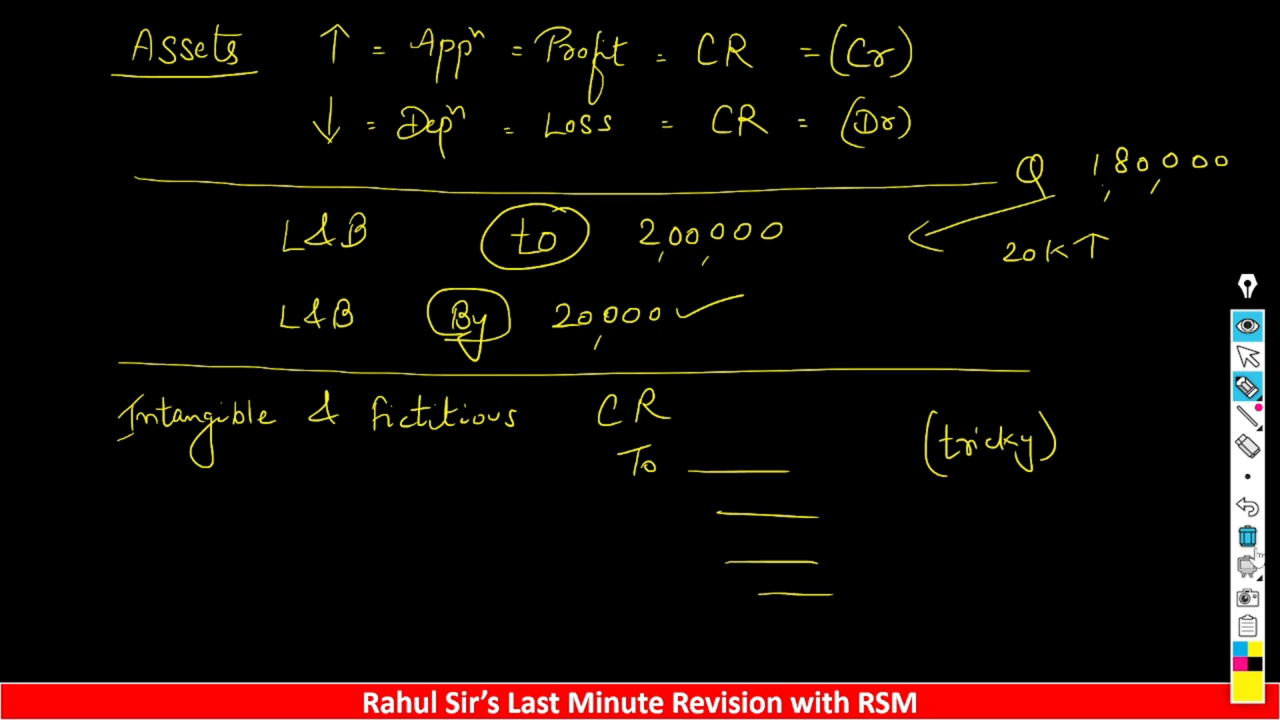 Assets ↑ = Appⁿ = Profit = CR = (Cr)
↓ = Depⁿ = Loss = CR = (Dr)
Q 1,80,000
L&B to 2,00,000
20K↑
L&B By 20,000 ✓
Intangible & fictitious CR
To (tricky)
Rahul Sir's Last Minute Revision with RSM